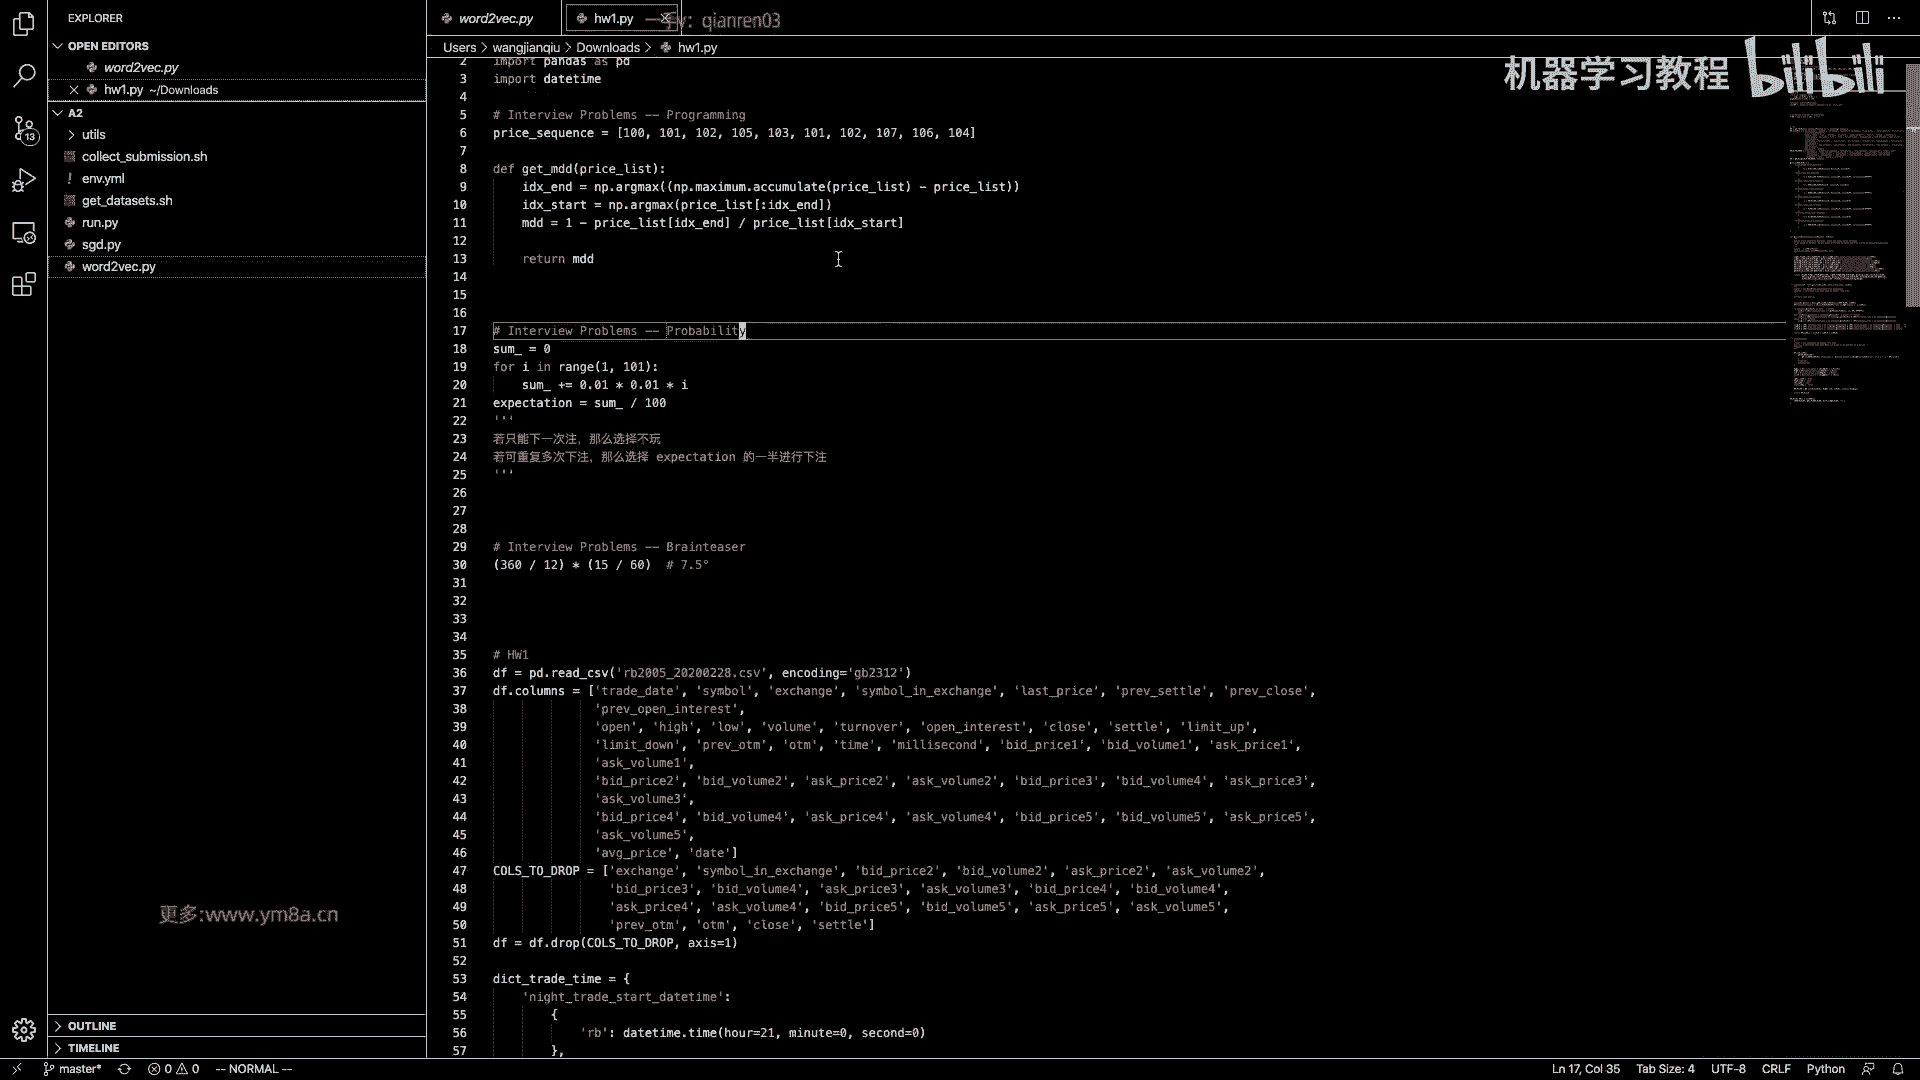 EXPLORER
OPEN EDITORS
word2vec.py
hw1.py ~/Downloads
A2
utils
collect_submission.sh
! env.yml
get_datasets.sh
run.py
sgd.py
word2vec.py
更多:www.ym8a.cn
OUTLINE
TIMELINE
13
word2vec.py
hw1.py
qianren03
Users > wangjianqiu > Downloads > hw1.py
机器学习教程 bilibili
2 import pandas as pd
3 import datetime
4
5 # Interview Problems -- Programming
6 price_sequence = [100, 101, 102, 105, 103, 101, 102, 107, 106, 104]
7
8 def get_mdd(price_list):
9 idx_end = np.argmax((np.maximum.accumulate(price_list) - price_list))
10 idx_start = np.argmax(price_list[:idx_end])
11 mdd = 1 - price_list[idx_end] / price_list[idx_start]
12
13 return mdd
14
15
16
17 # Interview Problems -- Probability
18 sum_ = 0
19 for i in range(1, 101):
20 sum_ += 0.01 * 0.01 * i
21 expectation = sum_ / 100
22 '''
23 若只能下一次注，那么选择不玩
24 若可重复多次下注，那么选择 expectation 的一半进行下注
25 '''
26
27
28
29 # Interview Problems -- Brainteaser
30 (360 / 12) * (15 / 60) # 7.5°
31
32
33
34
35 # HW1
36 df = pd.read_csv('rb2005_20200228.csv', encoding='gb2312')
37 df.columns = ['trade_date', 'symbol', 'exchange', 'symbol_in_exchange', 'last_price', 'prev_settle', 'prev_close',
38 'prev_open_interest',
39 'open', 'high', 'low', 'volume', 'turnover', 'open_interest', 'close', 'settle', 'limit_up',
40 'limit_down', 'prev_otm', 'otm', 'time', 'millisecond', 'bid_price1', 'bid_volume1', 'ask_price1',
41 'ask_volume1',
42 'bid_price2', 'bid_volume2', 'ask_price2', 'ask_volume2', 'bid_price3', 'bid_volume4', 'ask_price3',
43 'ask_volume3',
44 'bid_price4', 'bid_volume4', 'ask_price4', 'ask_volume4', 'bid_price5', 'bid_volume5', 'ask_price5',
45 'ask_volume5',
46 'avg_price', 'date']
47 COLS_TO_DROP = ['exchange', 'symbol_in_exchange', 'bid_price2', 'bid_volume2', 'ask_price2', 'ask_volume2',
48 'bid_price3', 'bid_volume4', 'ask_price3', 'ask_volume3', 'bid_price4', 'bid_volume4',
49 'ask_price4', 'ask_volume4', 'bid_price5', 'bid_volume5', 'ask_price5', 'ask_volume5',
50 'prev_otm', 'otm', 'close', 'settle']
51 df = df.drop(COLS_TO_DROP, axis=1)
52
53 dict_trade_time = {
54 'night_trade_start_datetime':
55 {
56 'rb': datetime.time(hour=21, minute=0, second=0)
57 },
master* 0 0 -- NORMAL -- Ln 17, Col 35 Tab Size: 4 UTF-8 CRLF Python